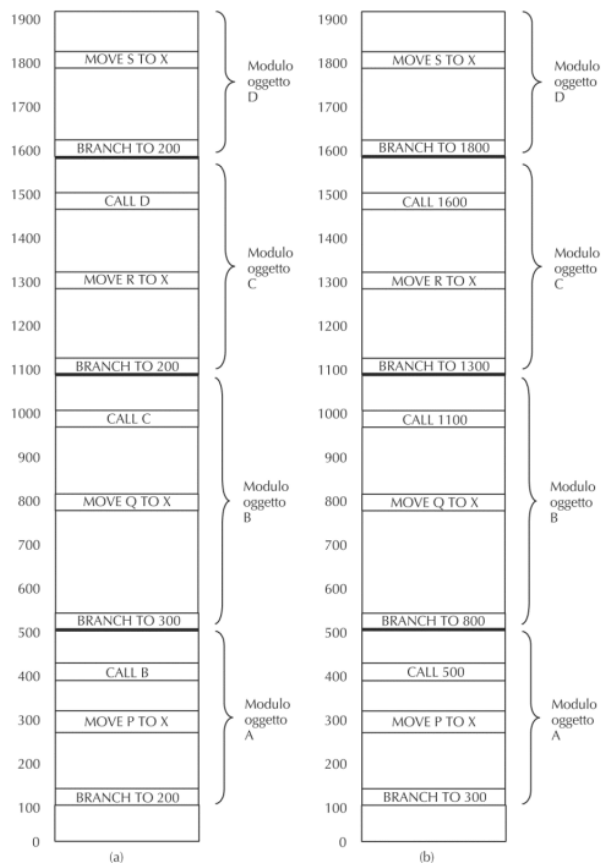 1900
1800
MOVE S TO X
1700
1600
BRANCH TO 200
Modulo
oggetto
D
1500
CALL D
1400
1300
MOVE R TO X
1200
1100
BRANCH TO 200
Modulo
oggetto
C
1000
CALL C
900
800
MOVE Q TO X
700
600
BRANCH TO 300
Modulo
oggetto
B
500
400
CALL B
300
MOVE P TO X
200
100
BRANCH TO 200
Modulo
oggetto
A
0
(a)
1900
1800
MOVE S TO X
1700
1600
BRANCH TO 1800
Modulo
oggetto
D
1500
CALL 1600
1400
1300
MOVE R TO X
1200
1100
BRANCH TO 1300
Modulo
oggetto
C
1000
CALL 1100
900
800
MOVE Q TO X
700
600
BRANCH TO 800
Modulo
oggetto
B
500
400
CALL 500
300
MOVE P TO X
200
100
BRANCH TO 300
Modulo
oggetto
A
0
(b)